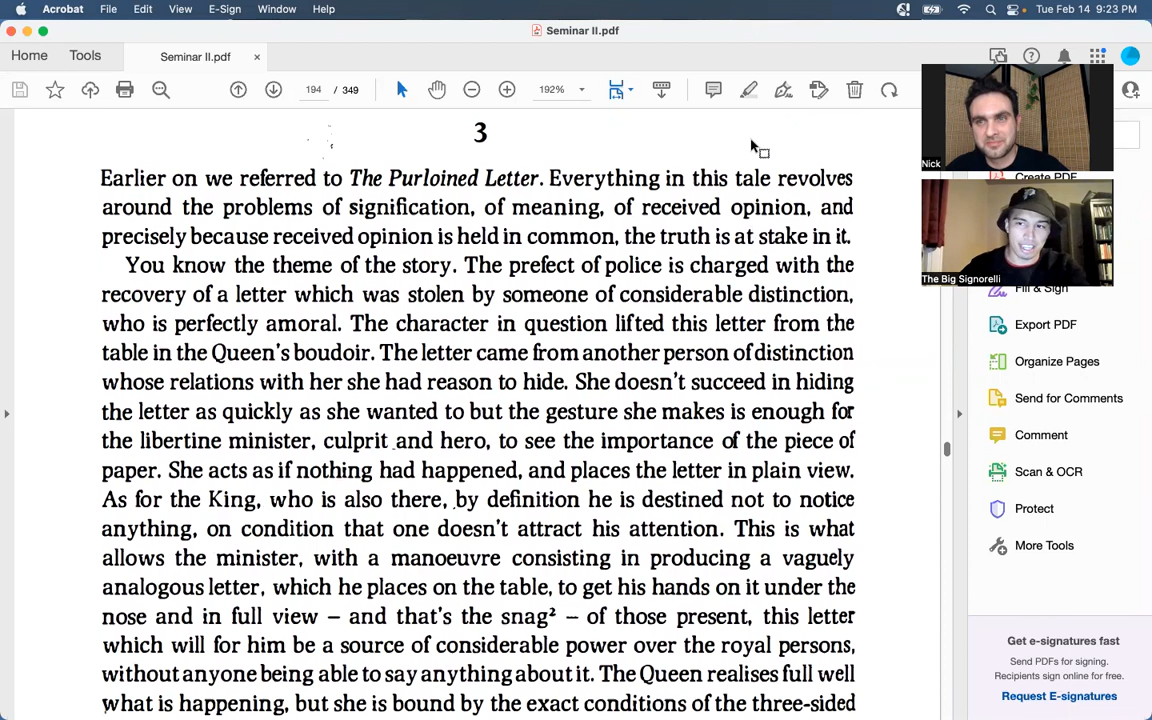 Acrobat File Edit View E-Sign Window Help Tue Feb 14 9:23 PM
Seminar II.pdf
Home Tools Seminar II.pdf ×
194 / 349 192%
3
Nick
Earlier on we referred to The Purloined Letter. Everything in this tale revolves
around the problems of signification, of meaning, of received opinion, and
precisely because received opinion is held in common, the truth is at stake in it.
You know the theme of the story. The prefect of police is charged with the
recovery of a letter which was stolen by someone of considerable distinction,
who is perfectly amoral. The character in question lifted this letter from the
table in the Queen's boudoir. The letter came from another person of distinction
whose relations with her she had reason to hide. She doesn't succeed in hiding
the letter as quickly as she wanted to but the gesture she makes is enough for
the libertine minister, culprit and hero, to see the importance of the piece of
paper. She acts as if nothing had happened, and places the letter in plain view.
As for the King, who is also there, by definition he is destined not to notice
anything, on condition that one doesn't attract his attention. This is what
allows the minister, with a manoeuvre consisting in producing a vaguely
analogous letter, which he places on the table, to get his hands on it under the
nose and in full view – and that's the snag² – of those present, this letter
which will for him be a source of considerable power over the royal persons,
without anyone being able to say anything about it. The Queen realises full well
what is happening, but she is bound by the exact conditions of the three-sided
Create PDF
The Big Signorelli
Fill & Sign
Export PDF
Organize Pages
Send for Comments
Comment
Scan & OCR
Protect
More Tools
Get e-signatures fast
Send PDFs for signing.
Recipients sign online for free.
Request E-signatures